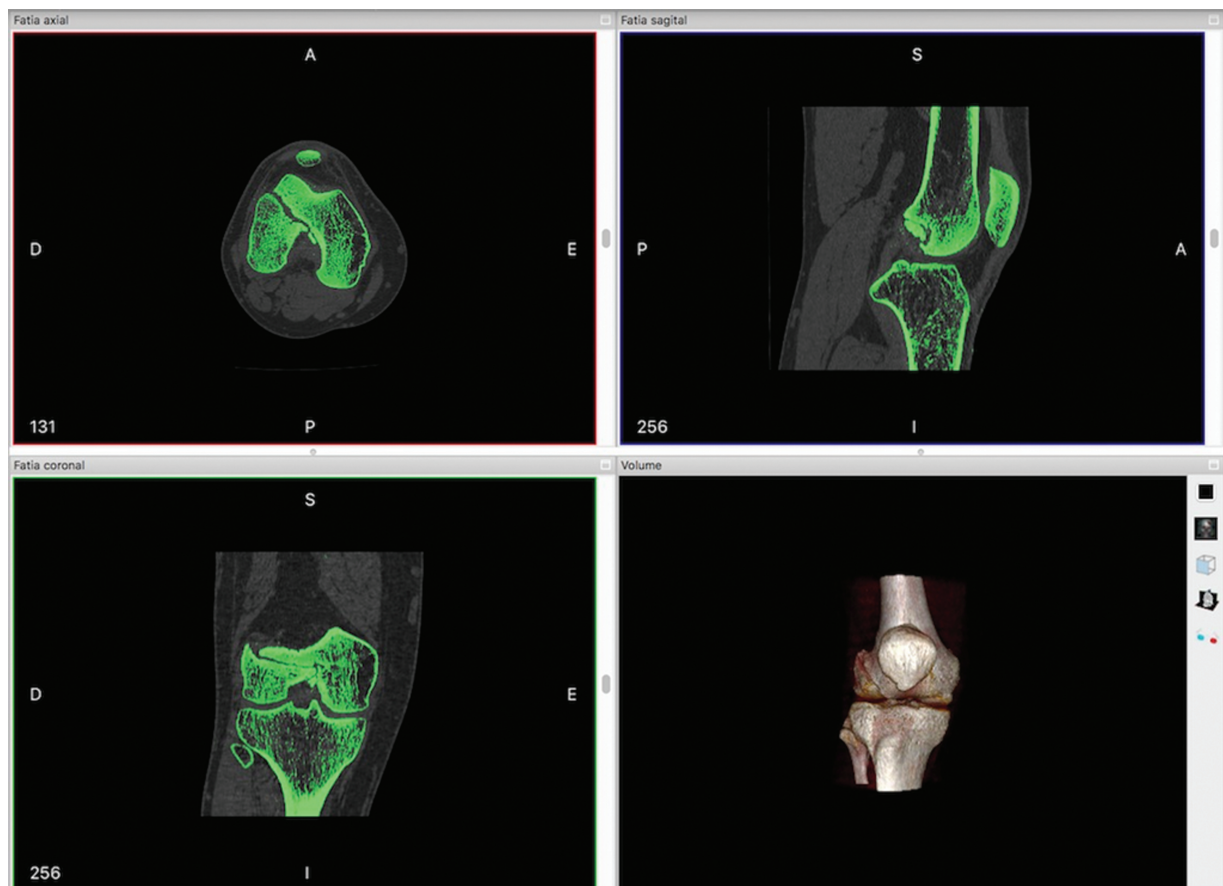 Fatia axial
A
D
E
131
P
Fatia sagital
S
P
A
256
I
Fatia coronal
S
D
E
256
I
Volume